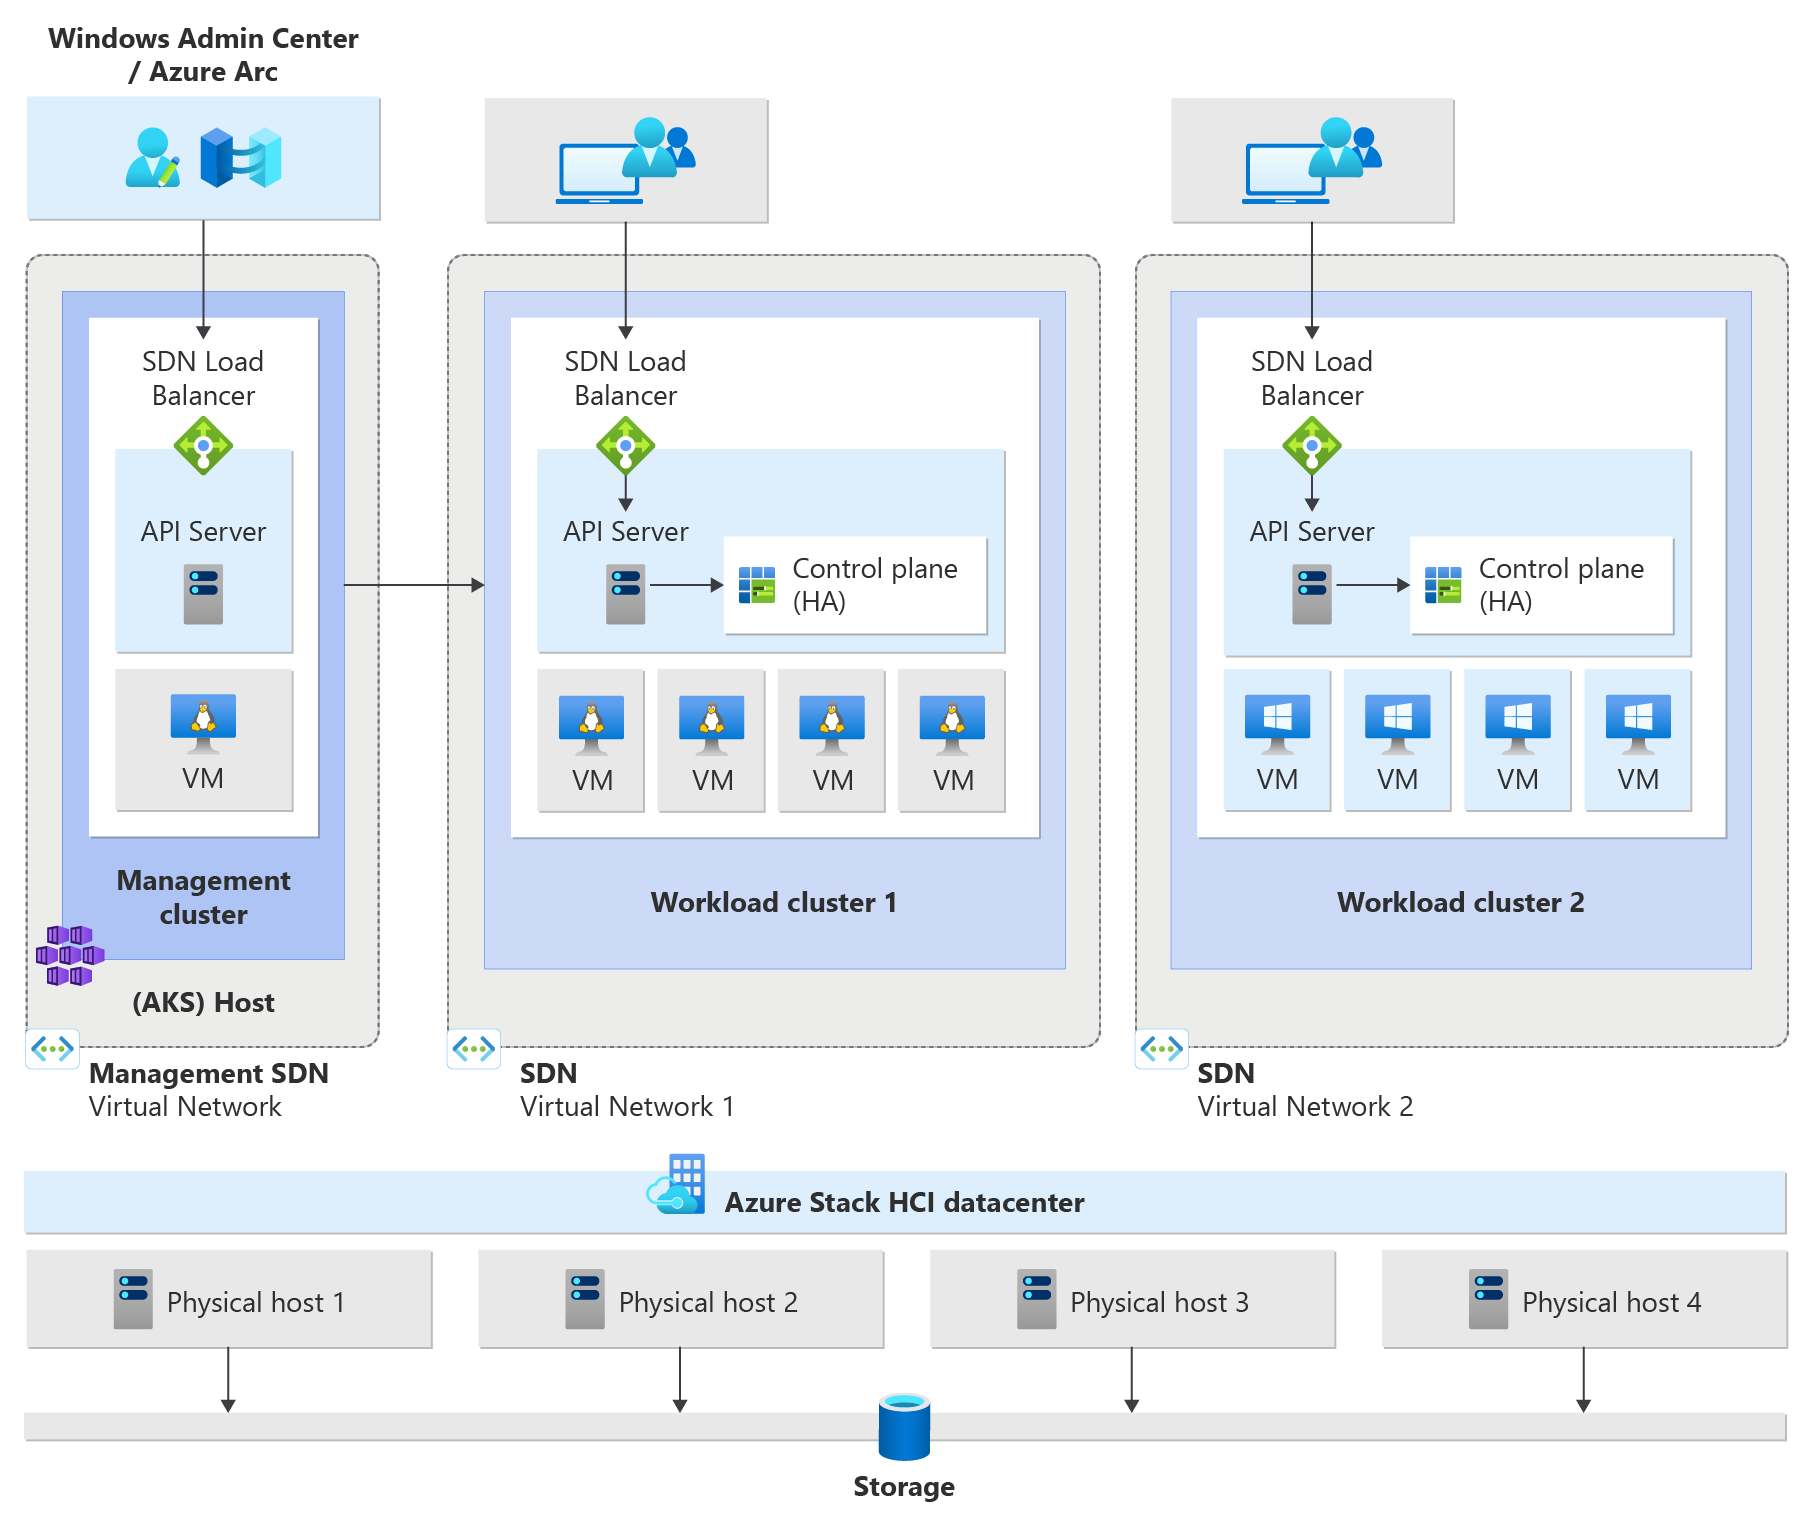 Windows Admin Center
/ Azure Arc
SDN Load
Balancer
API Server
VM
Management
cluster
(AKS) Host
Management SDN
Virtual Network
SDN Load
Balancer
API Server
Control plane
(HA)
VM
VM
VM
VM
Workload cluster 1
SDN
Virtual Network 1
SDN Load
Balancer
API Server
Control plane
(HA)
VM
VM
VM
VM
Workload cluster 2
SDN
Virtual Network 2
Azure Stack HCI datacenter
Physical host 1
Physical host 2
Physical host 3
Physical host 4
Storage